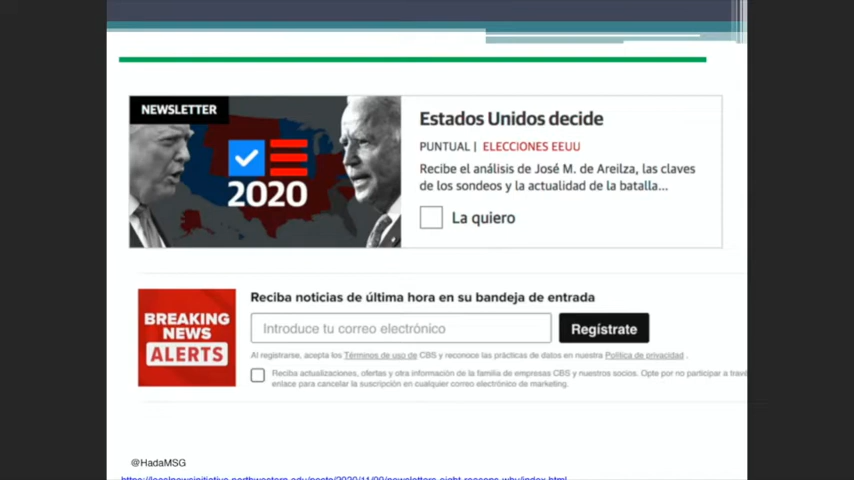 NEWSLETTER
2020
Estados Unidos decide
PUNTUAL | ELECCIONES EEUU
Recibe el análisis de José M. de Areilza, las claves
de los sondeos y la actualidad de la batalla...
La quiero
BREAKING
NEWS
ALERTS
Reciba noticias de última hora en su bandeja de entrada
Introduce tu correo electrónico
Regístrate
Al registrarse, acepta los Términos de uso de CBS y reconoce las prácticas de datos en nuestra Política de privacidad .
Reciba actualizaciones, ofertas y otra información de la familia de empresas CBS y nuestros socios. Opte por no participar a travé
enlace para cancelar la suscripción en cualquier correo electrónico de marketing.
@HadaMSG